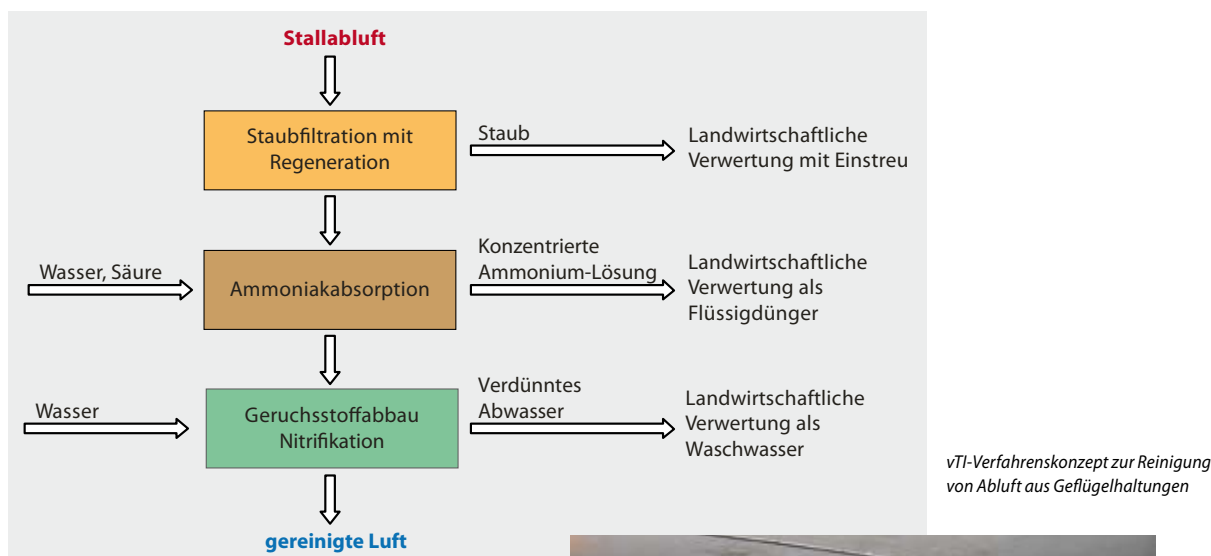 Stallabluft
Staubfiltration mit
Regeneration
Staub
Landwirtschaftliche
Verwertung mit Einstreu
Wasser, Säure
Ammoniakabsorption
Konzentrierte
Ammonium-Lösung
Landwirtschaftliche
Verwertung als
Flüssigdünger
Wasser
Geruchsstoffabbau
Nitrifikation
Verdünntes
Abwasser
Landwirtschaftliche
Verwertung als
Waschwasser
gereinigte Luft
vTI-Verfahrenskonzept zur Reinigung
von Abluft aus Geflügelhaltungen